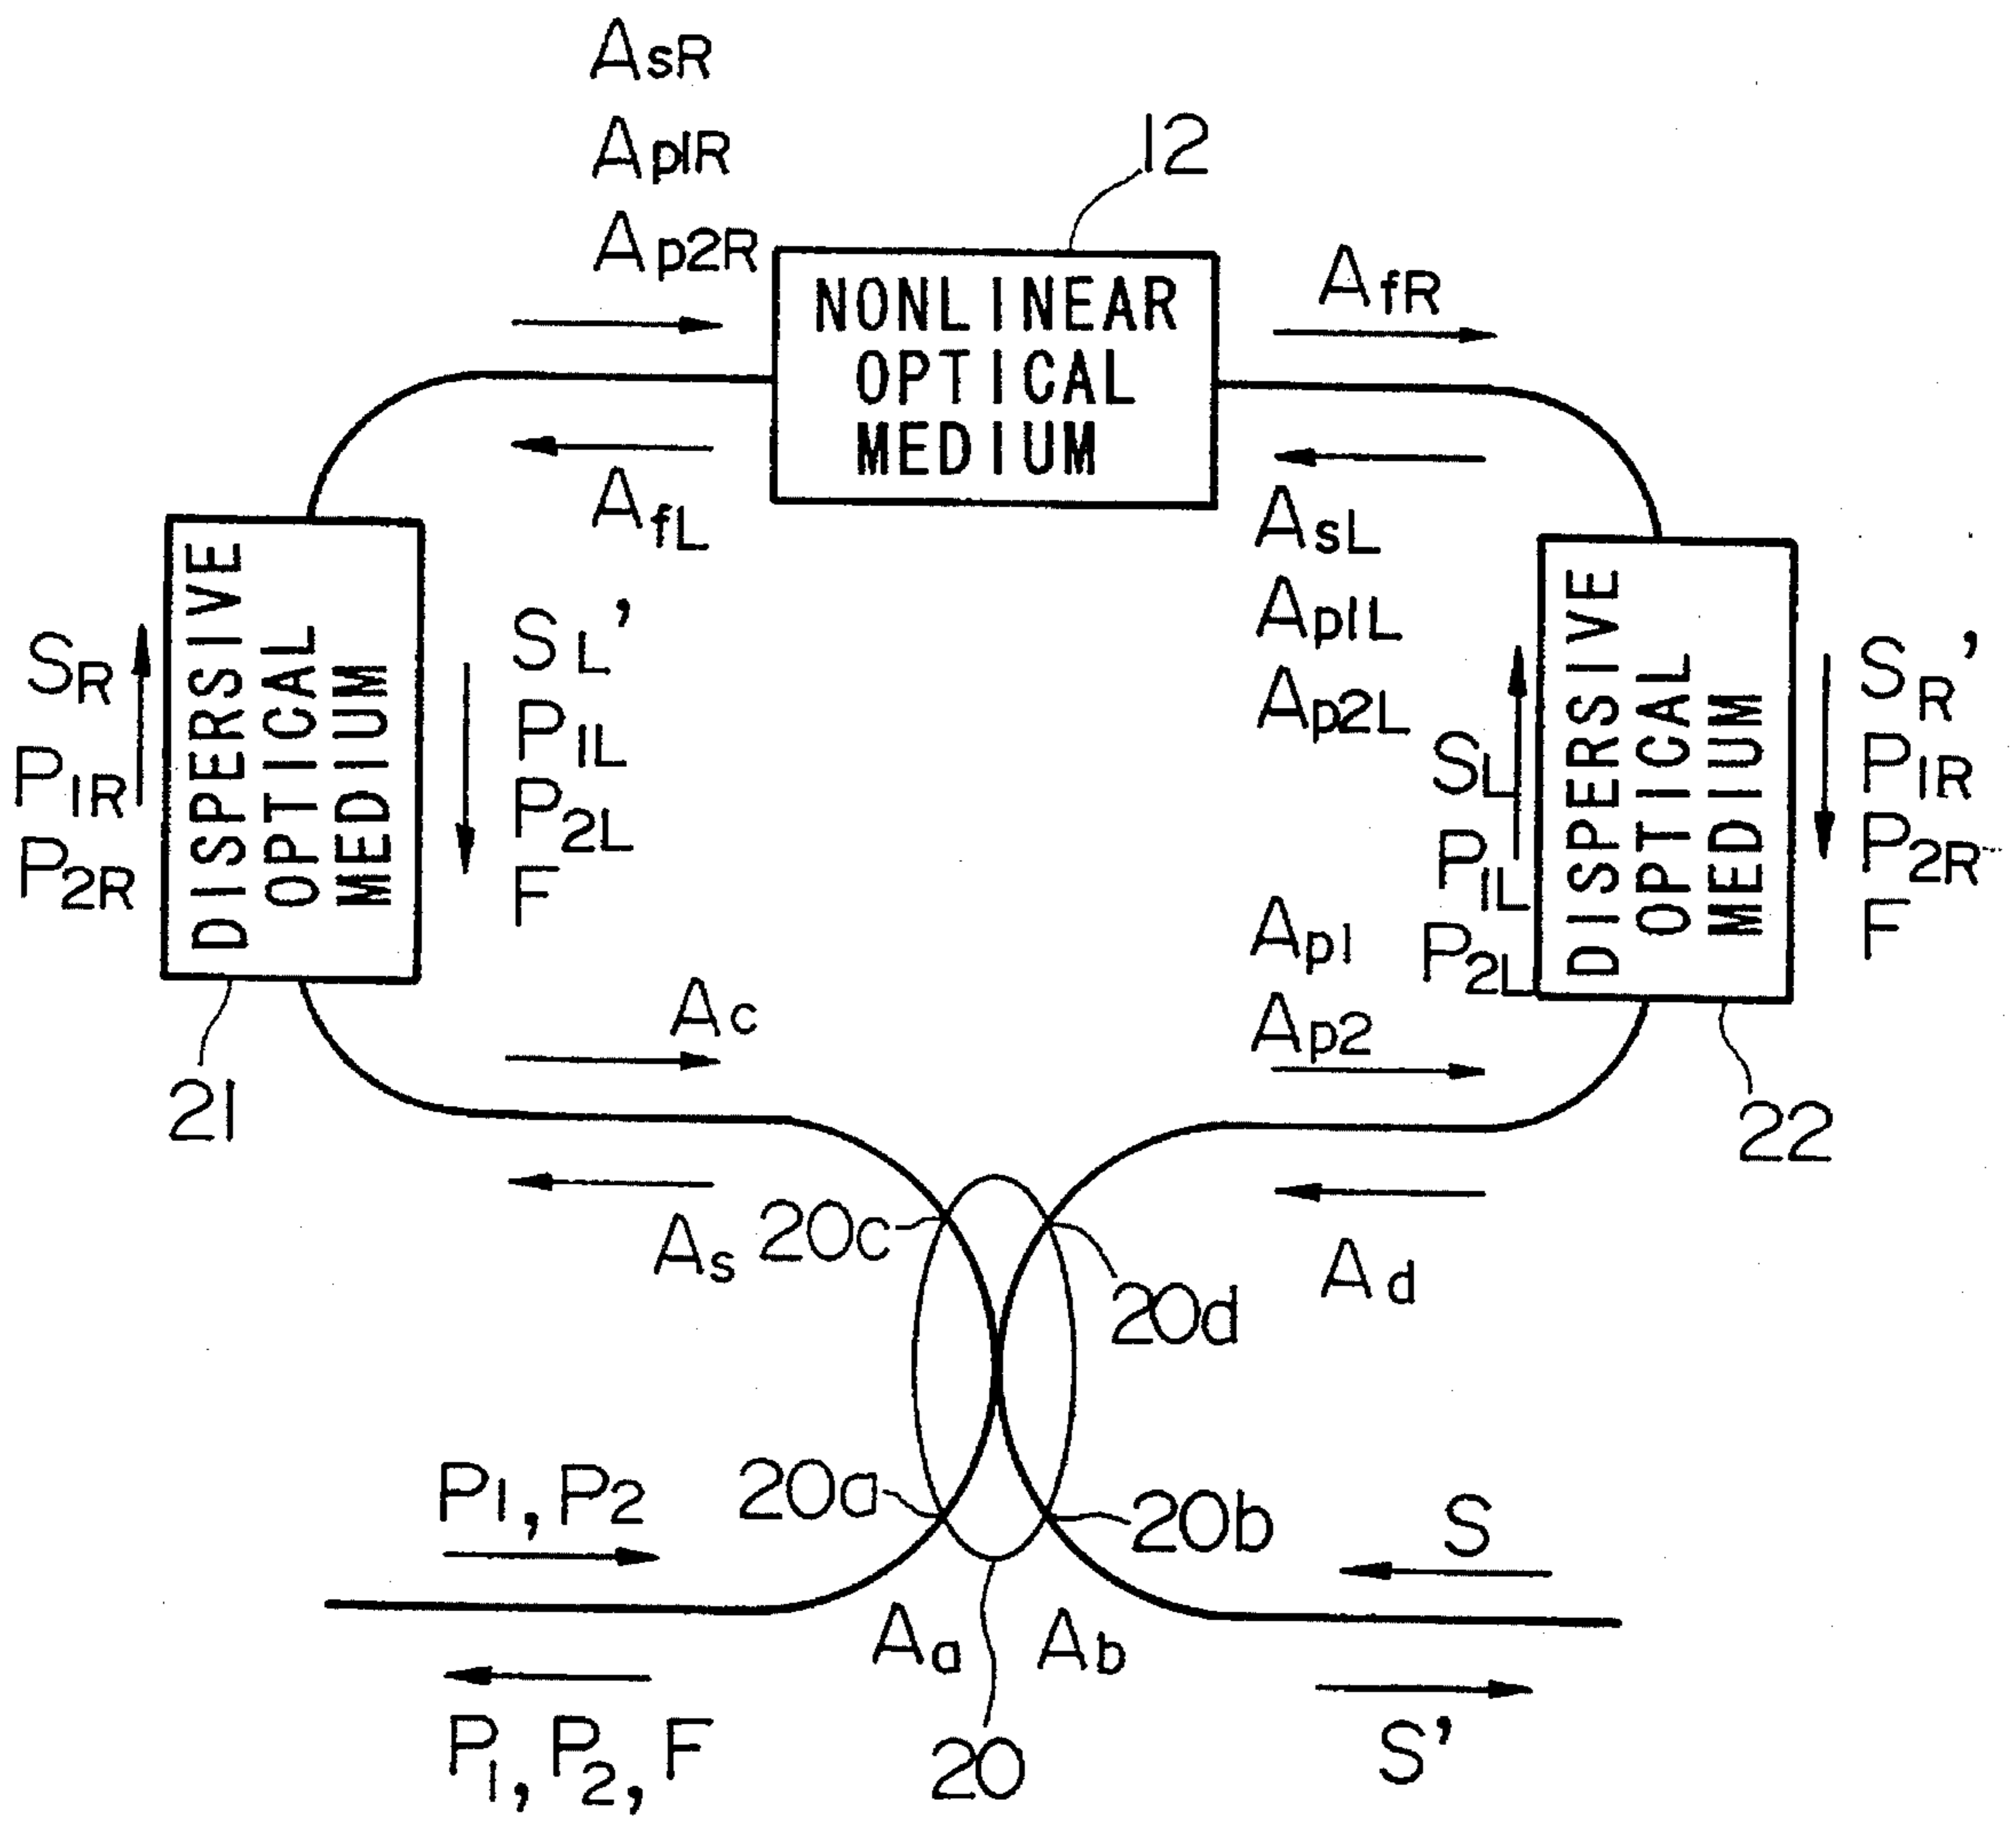 AsR
Ap1R
Ap2R
12
NONLINEAR
OPTICAL
MEDIUM
AfR
AfL
AsL
Ap1L
Ap2L
SR
P1R
P2R
DISPERSIVE
OPTICAL
MEDIUM
SL'
P1L
P2L
F
SL
P1L
P2L
DISPERSIVE
OPTICAL
MEDIUM
SR'
P1R
P2R
F
21
Ac
Ap1
Ap2
22
As
20c
20d
Ad
P1, P2
20a
20b
S
Aa
Ab
P1, P2, F
20
S'